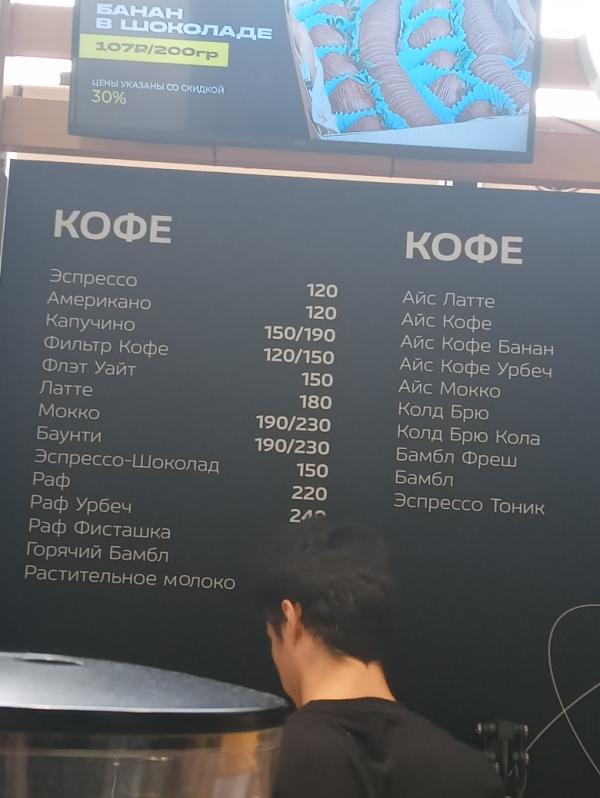 БАНАН
В ШОКОЛАДЕ
107₽/200гр
ЦЕНЫ УКАЗАНЫ СО СКИДКОЙ
30%
КОФЕ
Эспрессо 120
Американо 120
Капучино 150/190
Фильтр Кофе 120/150
Флэт Уайт 150
Латте 180
Мокко 190/230
Баунти 190/230
Эспрессо-Шоколад 150
Раф 220
Раф Урбеч
Раф Фисташка
Горячий Бамбл
Растительное молоко
КОФЕ
Айс Латте
Айс Кофе
Айс Кофе Банан
Айс Кофе Урбеч
Айс Мокко
Колд Брю
Колд Брю Кола
Бамбл Фреш
Бамбл
Эспрессо Тоник